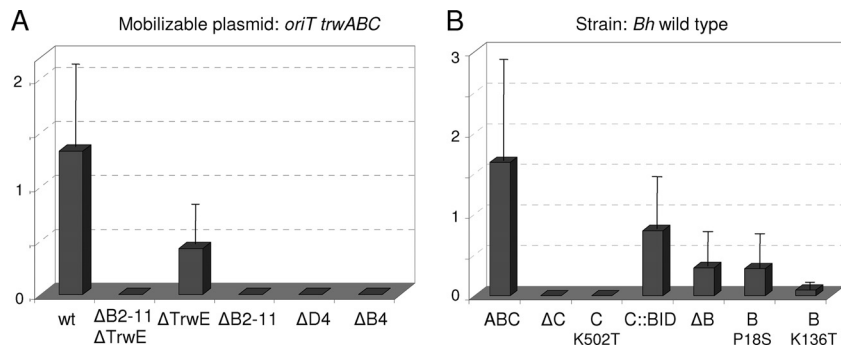 A
Mobilizable plasmid: oriT trwABC
2
1
0
wt
ΔB2-11
ΔTrwE
ΔTrwE
ΔB2-11
ΔD4
ΔB4
B
Strain: Bh wild type
3
2
1
0
ABC
ΔC
C
K502T
C::BID
ΔB
B
P18S
B
K136T